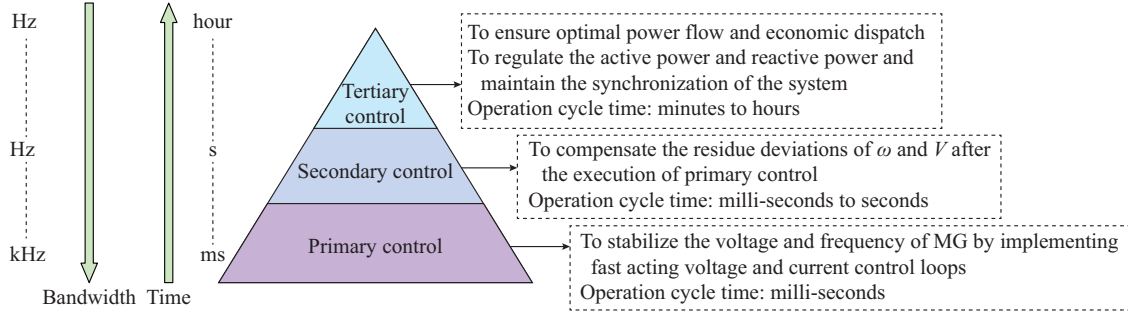 Hz
hour
To ensure optimal power flow and economic dispatch
To regulate the active power and reactive power and
maintain the synchronization of the system
Operation cycle time: minutes to hours
Tertiary
control
Hz
s
Secondary control
To compensate the residue deviations of ω and V after
the execution of primary control
Operation cycle time: milli-seconds to seconds
kHz
ms
Primary control
To stabilize the voltage and frequency of MG by implementing
fast acting voltage and current control loops
Operation cycle time: milli-seconds
Bandwidth
Time